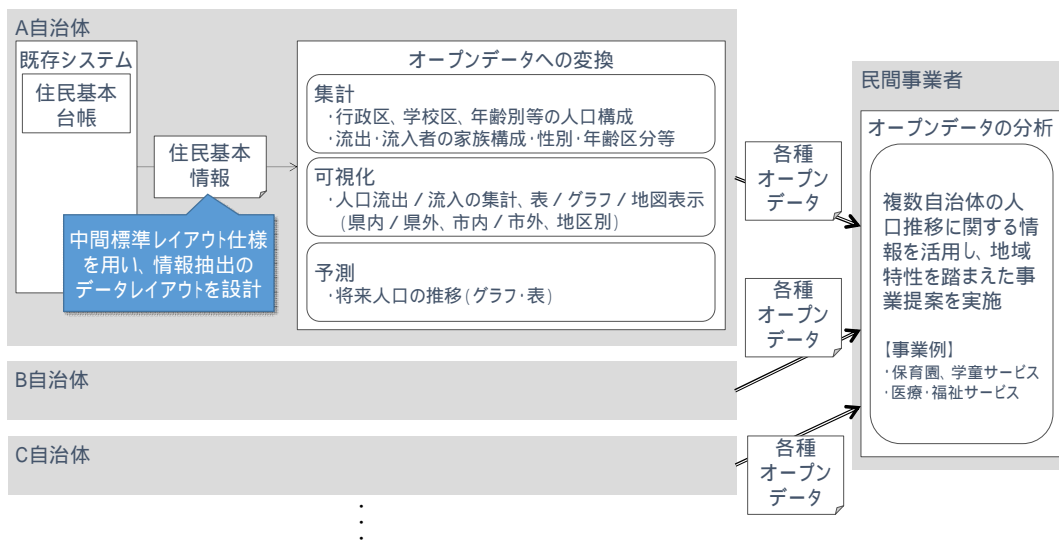 A自治体
既存システム
住民基本
台帳
住民基本
情報
中間標準レイアウト仕様
を用い、情報抽出の
データレイアウトを設計
オープンデータへの変換
集計
・行政区、学校区、年齢別等の人口構成
・流出・流入者の家族構成・性別・年齢区分等
可視化
・人口流出/流入の集計、表/グラフ/地図表示
(県内/県外、市内/市外、地区別)
予測
・将来人口の推移(グラフ・表)
各種
オープン
データ
各種
オープン
データ
B自治体
C自治体
各種
オープン
データ
民間事業者
オープンデータの分析
複数自治体の人
口推移に関する情
報を活用し、地域
特性を踏まえた事
業提案を実施
【事業例】
・保育園、学童サービス
・医療・福祉サービス